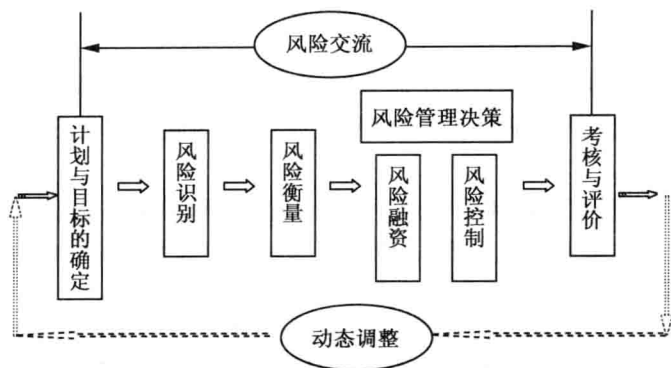 风险交流
风险管理决策
计划与目标的确定
风险识别
风险衡量
风险融资
风险控制
考核与评价
动态调整